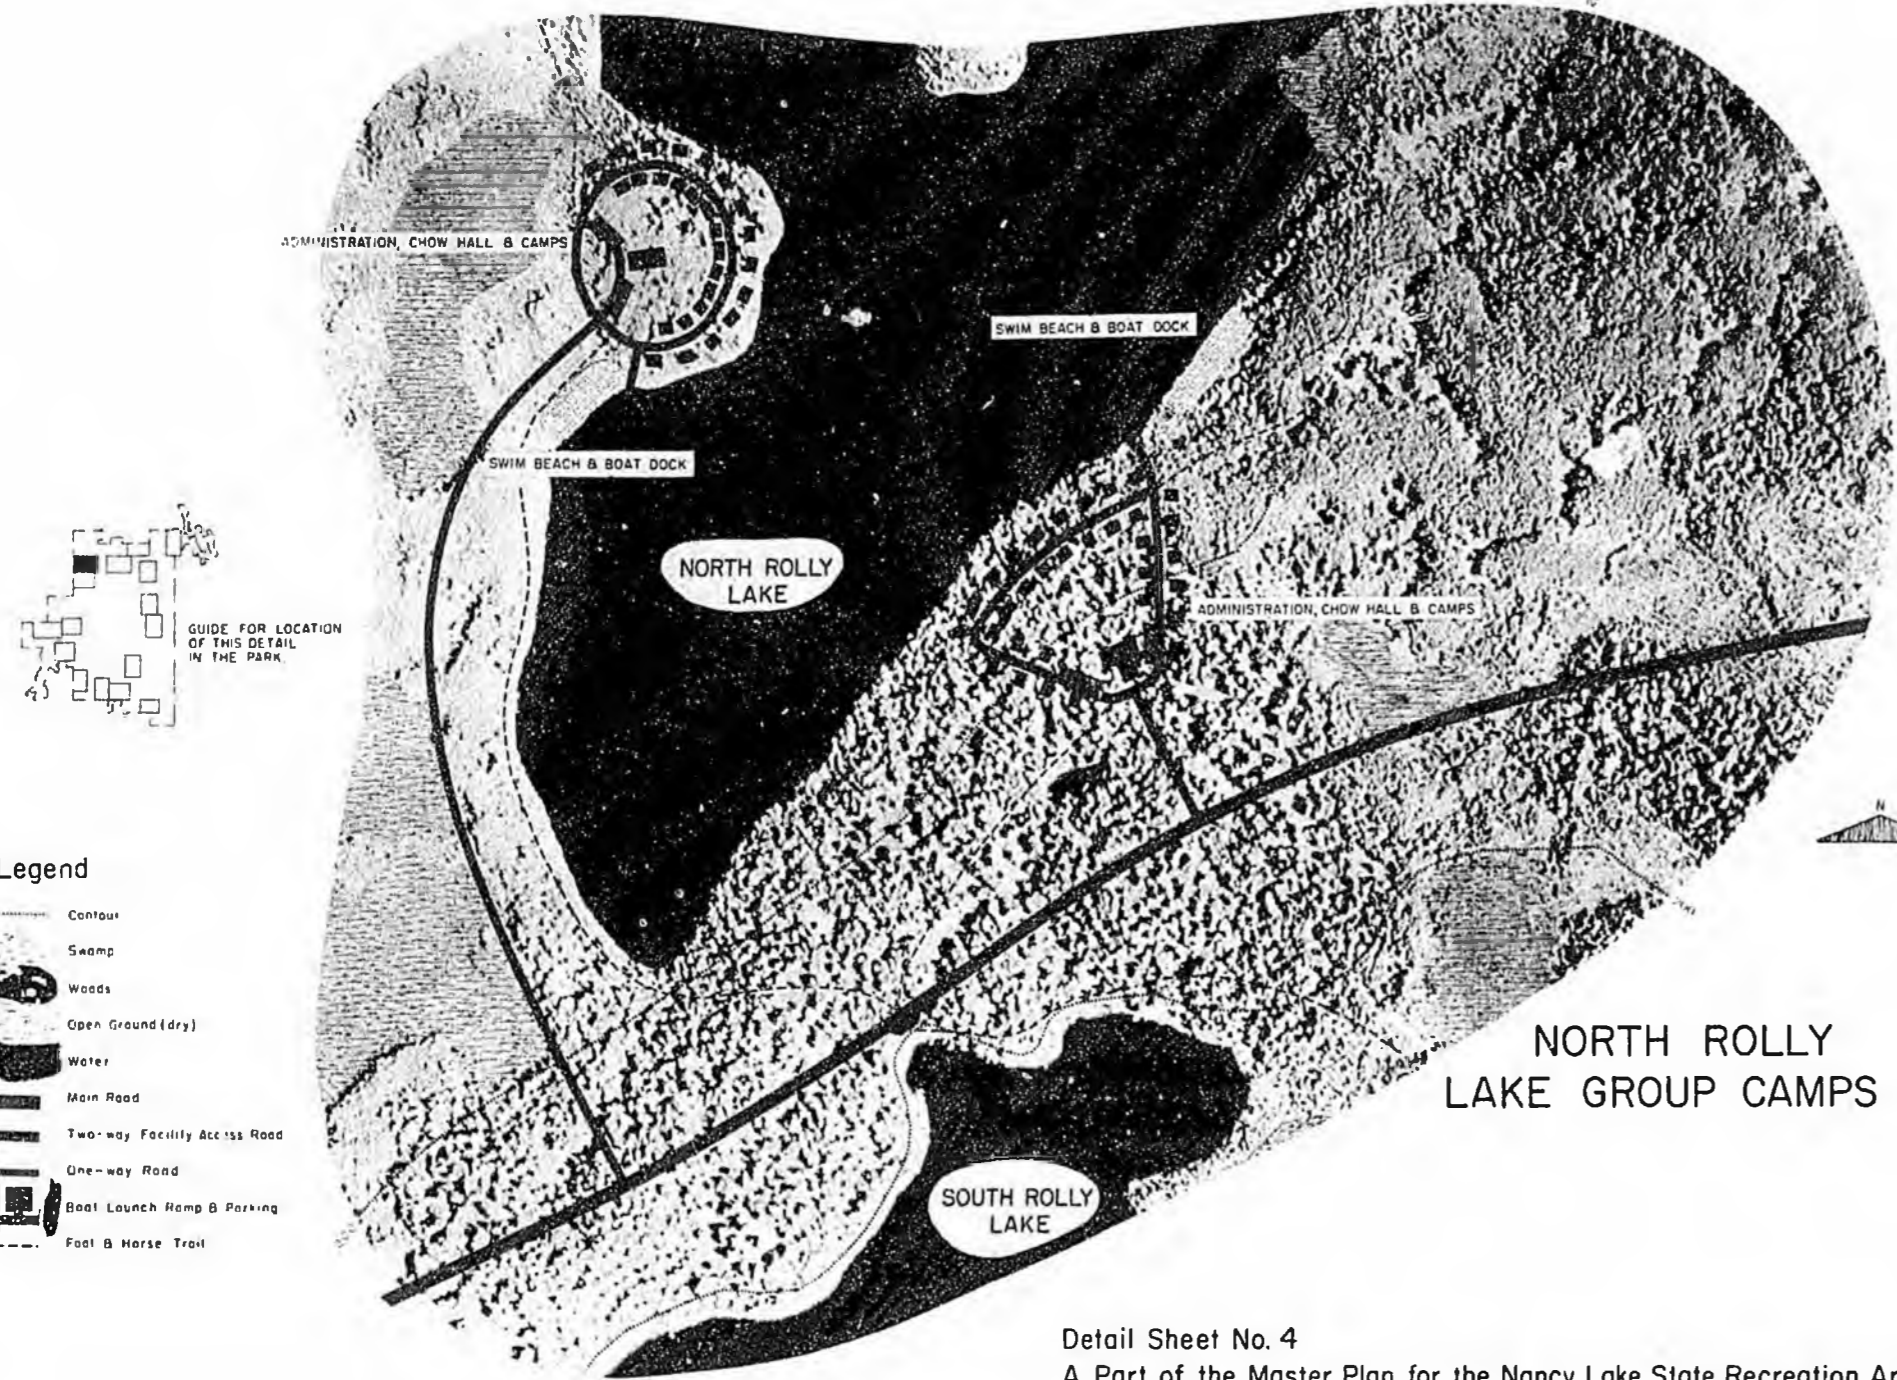 ADMINISTRATION, CHOW HALL & CAMPS
SWIM BEACH & BOAT DOCK
SWIM BEACH & BOAT DOCK
NORTH ROLLY
LAKE
ADMINISTRATION, CHOW HALL & CAMPS
GUIDE FOR LOCATION
OF THIS DETAIL
IN THE PARK.
N
Legend
Contour
Swamp
Woods
Open Ground (dry)
Water
Main Road
Two-way Facility Access Road
One-way Road
Boat Launch Ramp & Parking
Foot & Horse Trail
SOUTH ROLLY
LAKE
NORTH ROLLY
LAKE GROUP CAMPS
Detail Sheet No. 4
A Part of the Master Plan for the Nancy Lake State Recreation Ar